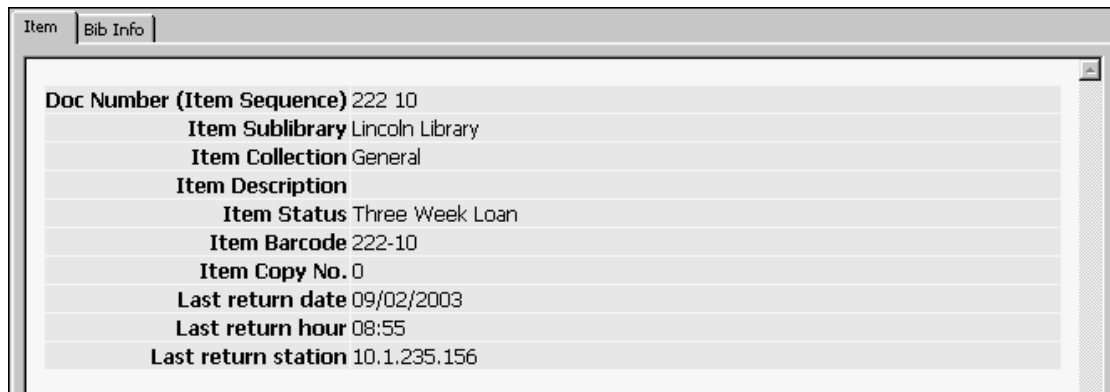 Item Bib Info
Doc Number (Item Sequence) 222 10
Item Sublibrary Lincoln Library
Item Collection General
Item Description
Item Status Three Week Loan
Item Barcode 222-10
Item Copy No. 0
Last return date 09/02/2003
Last return hour 08:55
Last return station 10.1.235.156